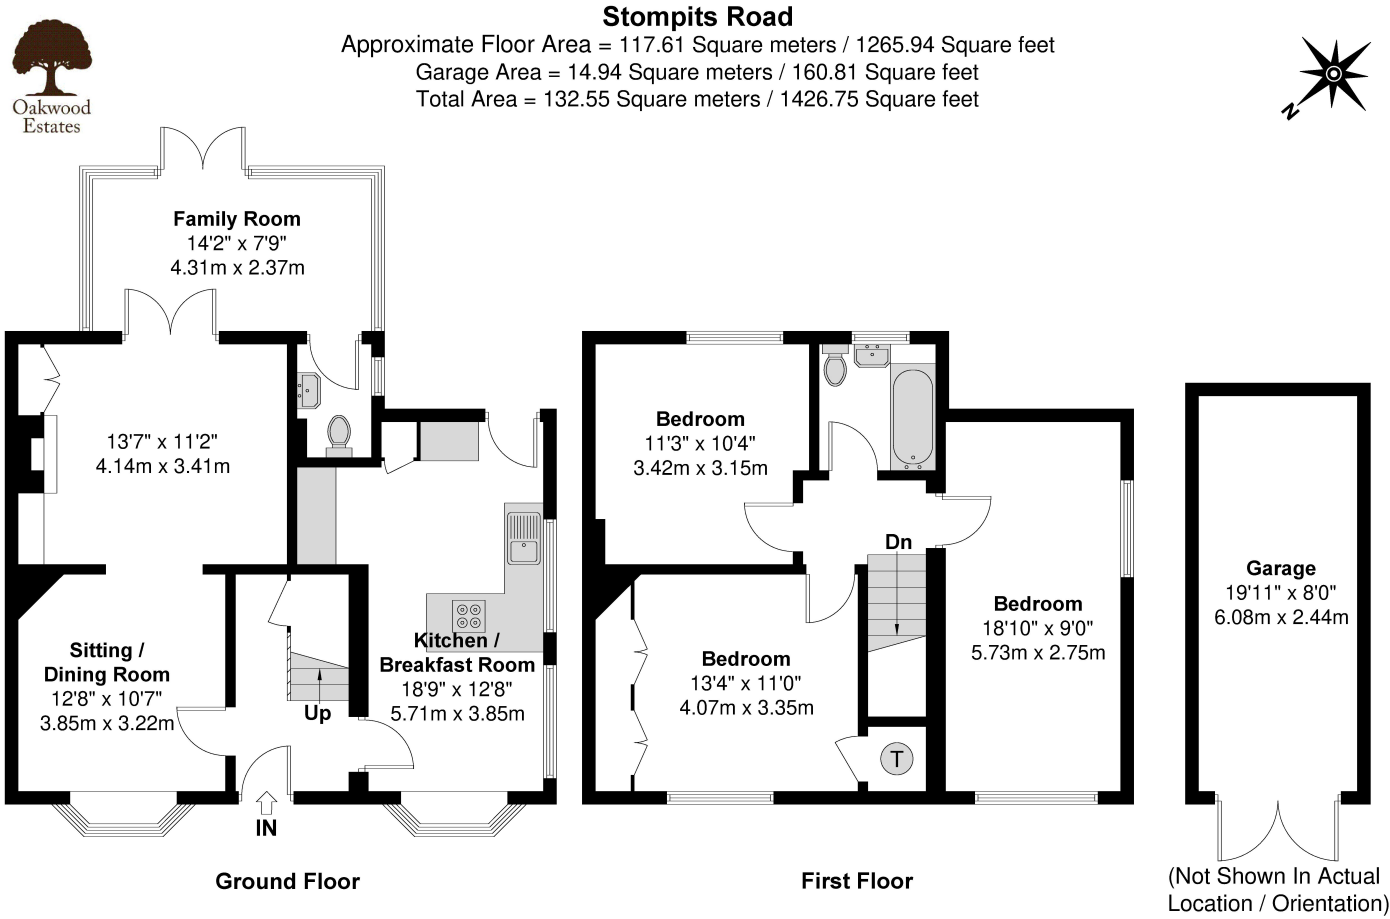 Stompits Road
Approximate Floor Area = 117.61 Square meters / 1265.94 Square feet
Garage Area = 14.94 Square meters / 160.81 Square feet
Total Area = 132.55 Square meters / 1426.75 Square feet
Oakwood
Estates
N
Family Room
14'2" x 7'9"
4.31m x 2.37m
13'7" x 11'2"
4.14m x 3.41m
Sitting /
Dining Room
12'8" x 10'7"
3.85m x 3.22m
Up
Kitchen /
Breakfast Room
18'9" x 12'8"
5.71m x 3.85m
IN
Ground Floor
Bedroom
11'3" x 10'4"
3.42m x 3.15m
Dn
Bedroom
13'4" x 11'0"
4.07m x 3.35m
T
Bedroom
18'10" x 9'0"
5.73m x 2.75m
First Floor
Garage
19'11" x 8'0"
6.08m x 2.44m
(Not Shown In Actual
Location / Orientation)